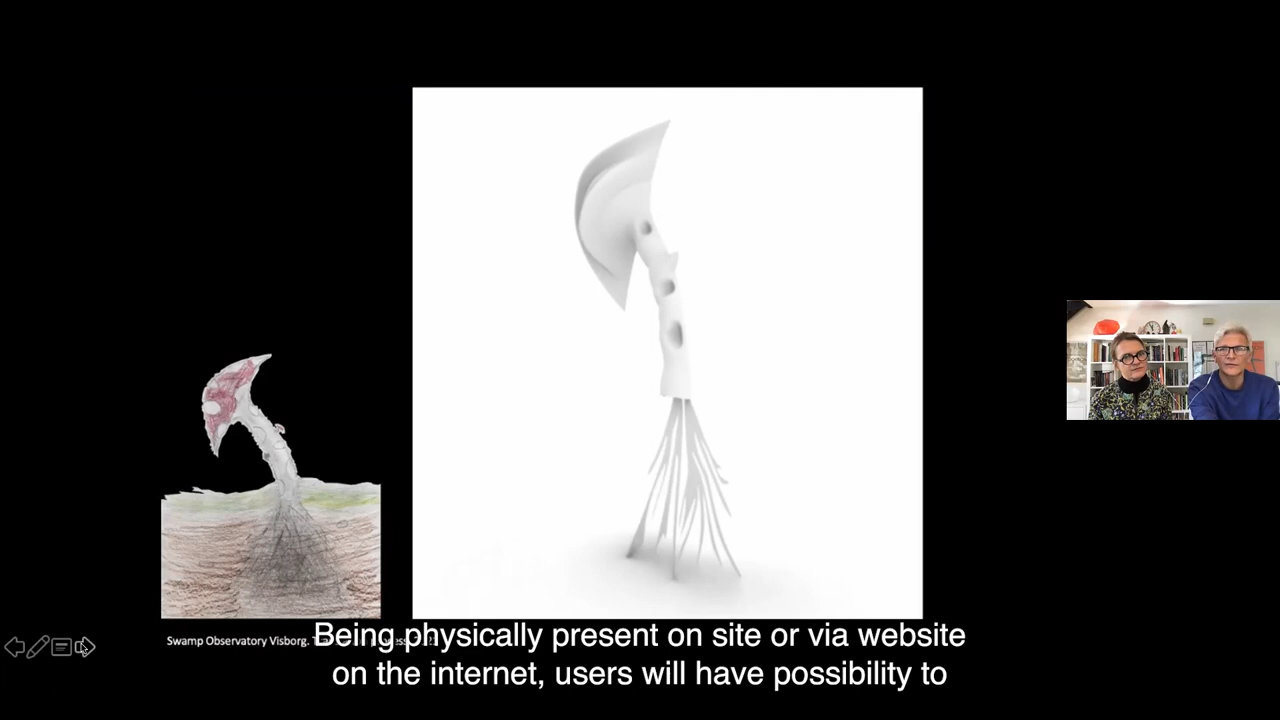 Swamp Observatory Visborg.
Being physically present on site or via website
on the internet, users will have possibility to